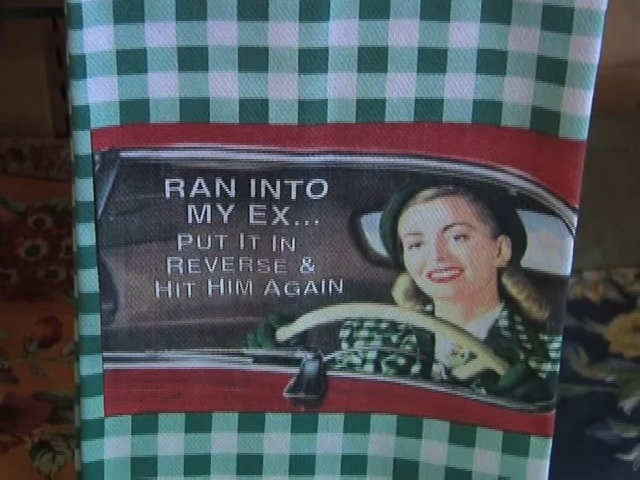 RAN INTO
MY EX...
PUT IT IN
REVERSE &
HIT HIM AGAIN